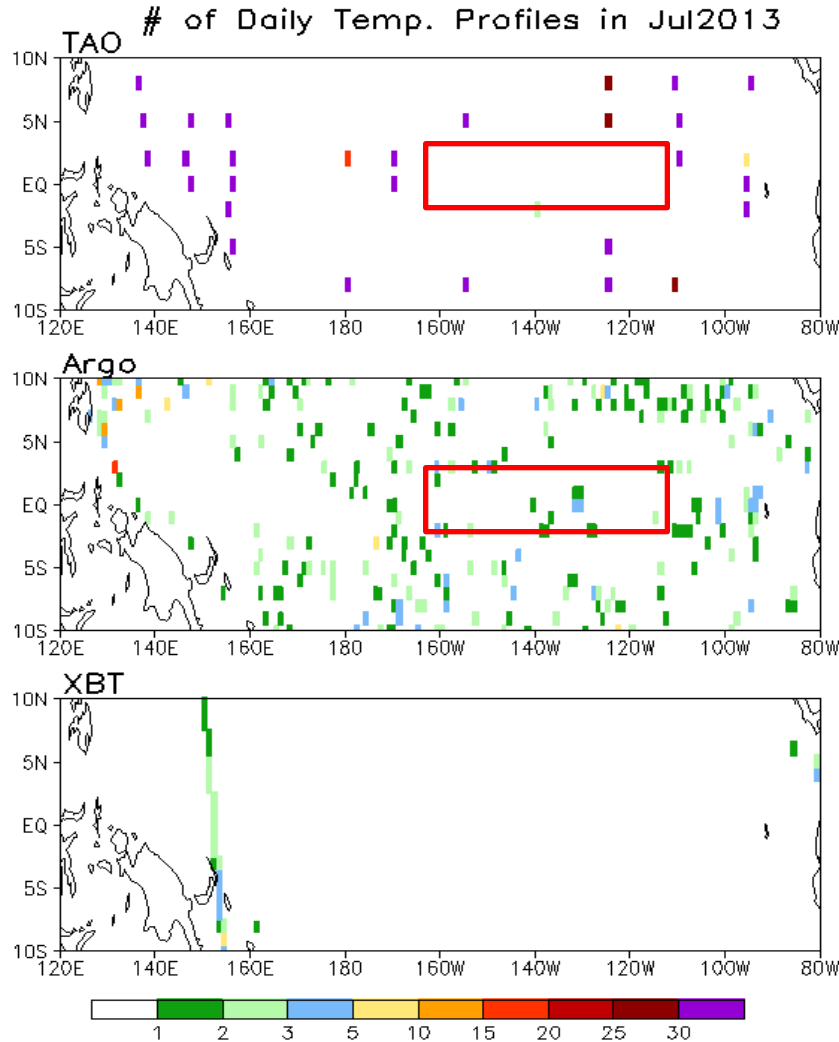 # of Daily Temp. Profiles in Jul2013
TAO
10N
5N
EQ
5S
10S
120E 140E 160E 180 160W 140W 120W 100W 80W
Argo
10N
5N
EQ
5S
10S
120E 140E 160E 180 160W 140W 120W 100W 80W
XBT
10N
5N
EQ
5S
10S
120E 140E 160E 180 160W 140W 120W 100W 80W
1 2 3 5 10 15 20 25 30